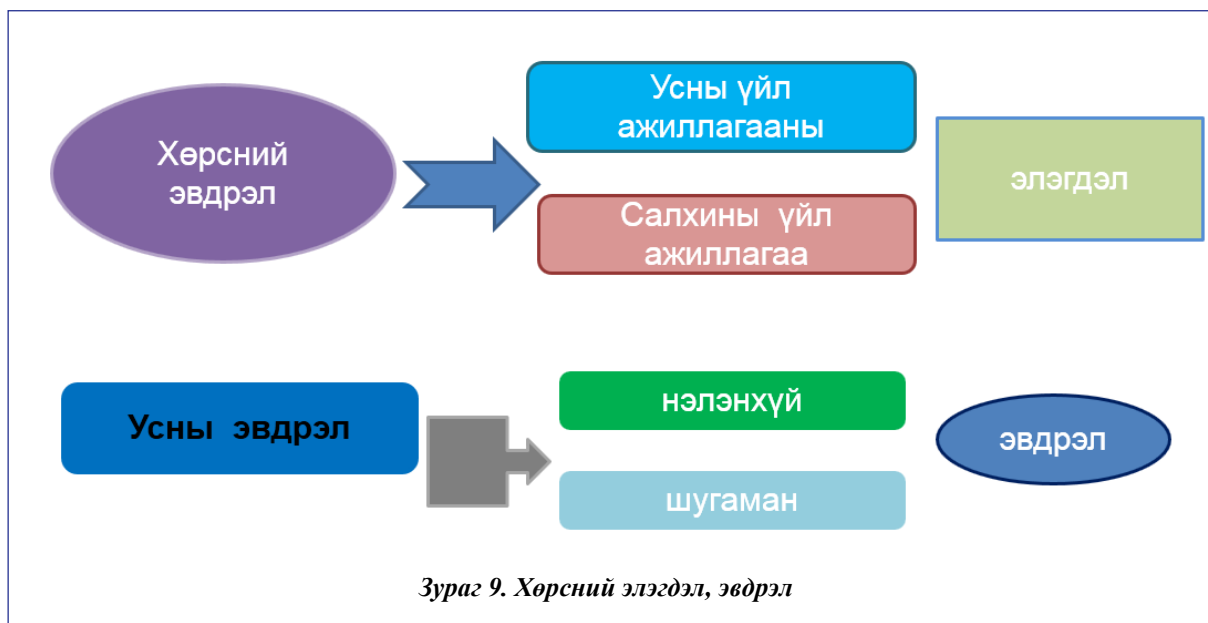 Хөрсний
эвдрэл
Усны үйл
ажиллагааны
Салхины үйл
ажиллагаа
элэгдэл
Усны эвдрэл
нэлэнхүй
шугаман
эвдрэл
Зураг 9. Хөрсний элэгдэл, эвдрэл